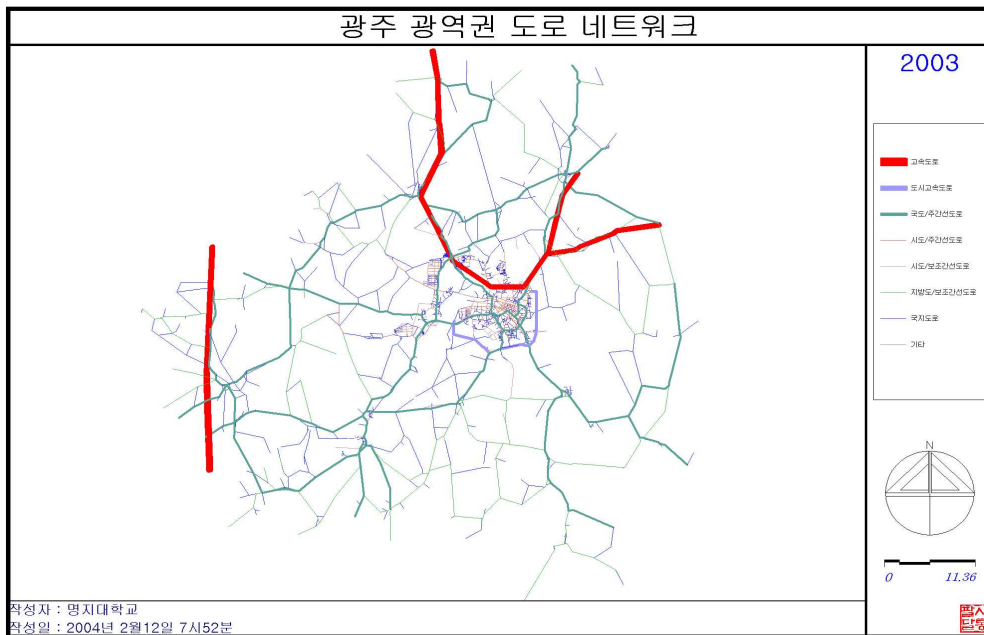 광주 광역권 도로 네트워크
2003
고속도로
도시고속도로
국도/주간선도로
시도/주간선도로
시도/보조간선도로
지방도/보조간선도로
국지도로
기타
N
0 11.36
작성자 : 명지대학교
작성일 : 2004년 2월12일 7시52분